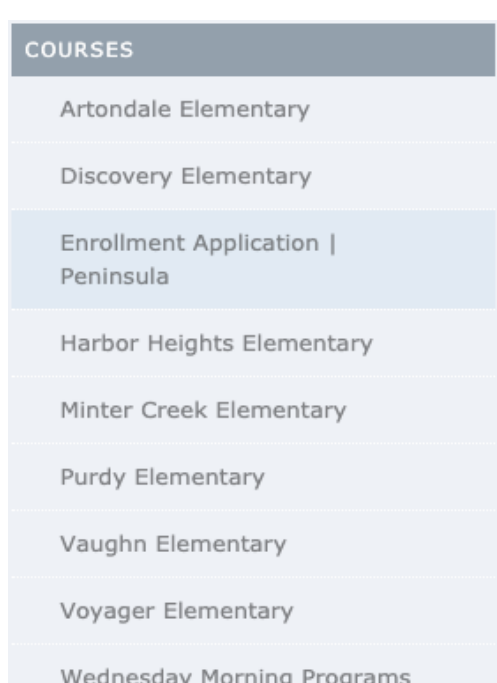 COURSES
Artondale Elementary
Discovery Elementary
Enrollment Application |
Peninsula
Harbor Heights Elementary
Minter Creek Elementary
Purdy Elementary
Vaughn Elementary
Voyager Elementary
Wednesday Morning Programs